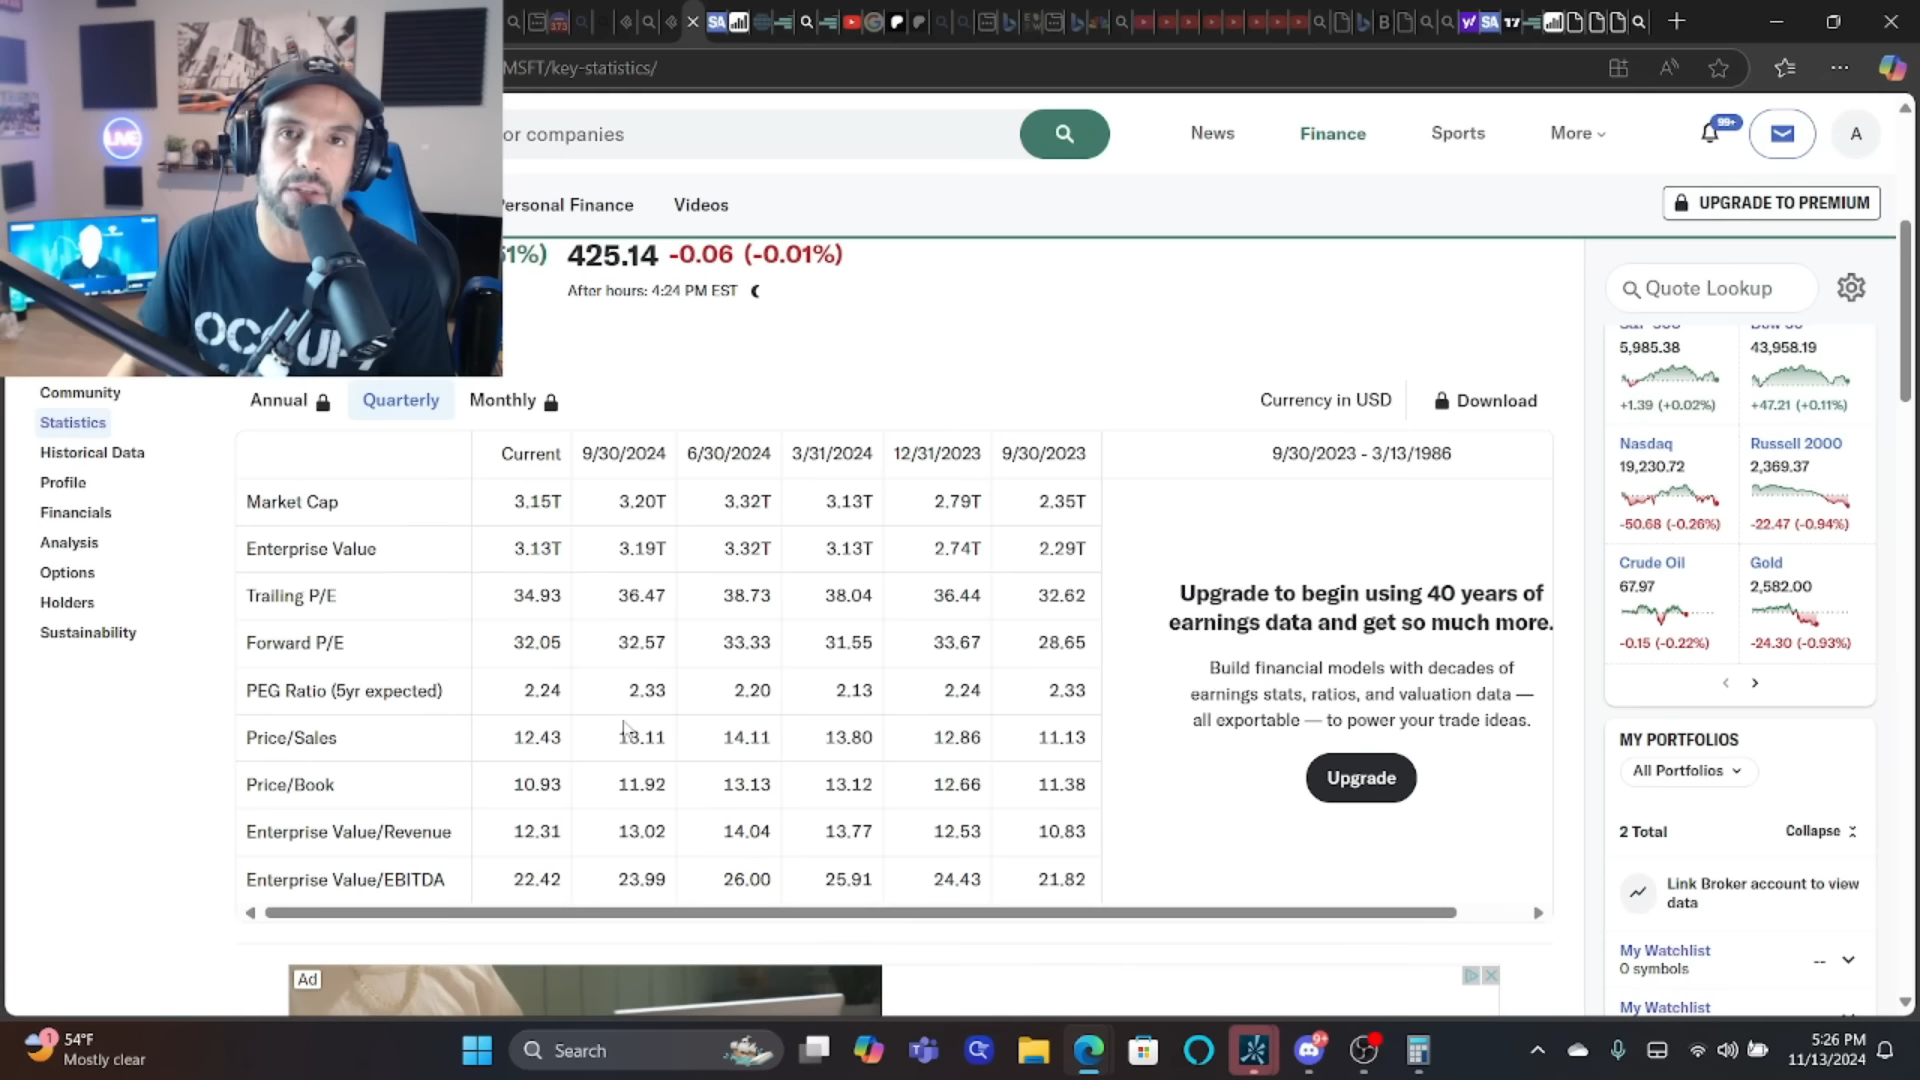 MSFT/key-statistics/
LIVE
or companies
News
Finance
Sports
More
99+
A
ersonal Finance
Videos
UPGRADE TO PREMIUM
51%)
425.14 -0.06 (-0.01%)
After hours: 4:24 PM EST
OCCUPY
Quote Lookup
S&P 500
Dow 30
5,985.38
43,958.19
+1.39 (+0.02%)
+47.21 (+0.11%)
Nasdaq
Russell 2000
19,230.72
2,369.37
-50.68 (-0.26%)
-22.47 (-0.94%)
Crude Oil
Gold
67.97
2,582.00
-0.15 (-0.22%)
-24.30 (-0.93%)
Community
Statistics
Historical Data
Profile
Financials
Analysis
Options
Holders
Sustainability
Annual
Quarterly
Monthly
Currency in USD
Download
Current 9/30/2024 6/30/2024 3/31/2024 12/31/2023 9/30/2023
9/30/2023 - 3/13/1986
Market Cap 3.15T 3.20T 3.32T 3.13T 2.79T 2.35T
Enterprise Value 3.13T 3.19T 3.32T 3.13T 2.74T 2.29T
Trailing P/E 34.93 36.47 38.73 38.04 36.44 32.62
Forward P/E 32.05 32.57 33.33 31.55 33.67 28.65
PEG Ratio (5yr expected) 2.24 2.33 2.20 2.13 2.24 2.33
Price/Sales 12.43 13.11 14.11 13.80 12.86 11.13
Price/Book 10.93 11.92 13.13 13.12 12.66 11.38
Enterprise Value/Revenue 12.31 13.02 14.04 13.77 12.53 10.83
Enterprise Value/EBITDA 22.42 23.99 26.00 25.91 24.43 21.82
Upgrade to begin using 40 years of
earnings data and get so much more.
Build financial models with decades of
earnings stats, ratios, and valuation data —
all exportable — to power your trade ideas.
Upgrade
MY PORTFOLIOS
All Portfolios
2 Total
Collapse
Link Broker account to view
data
My Watchlist
0 symbols
--
My Watchlist
Ad
1
54°F
Mostly clear
Search
9+
5:26 PM
11/13/2024